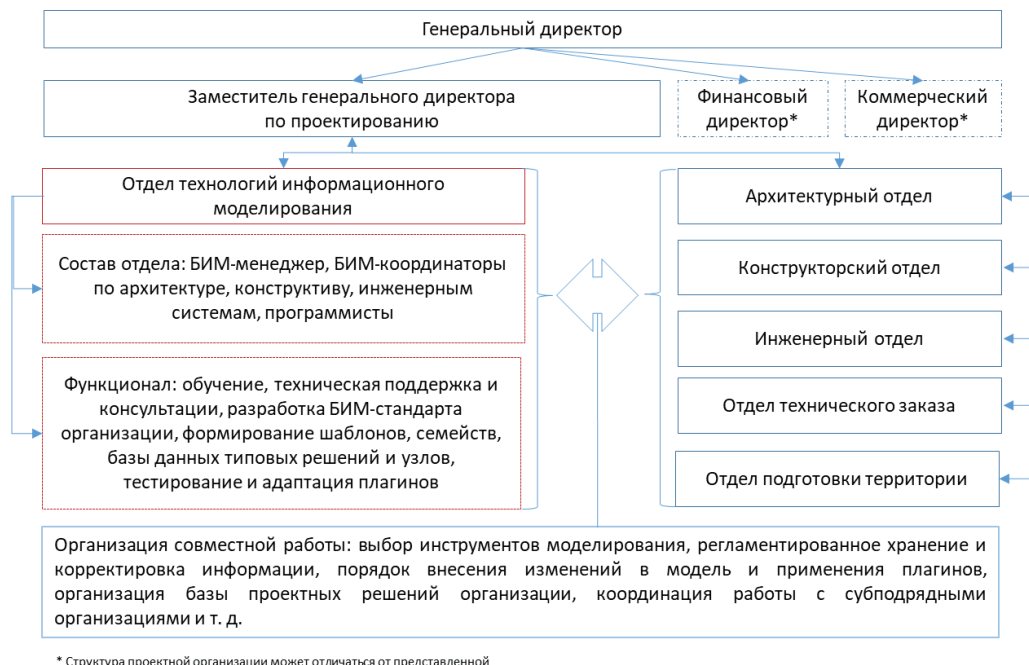 Генеральный директор
Заместитель генерального директора
по проектированию
Финансовый
директор*
Коммерческий
директор*
Отдел технологий информационного
моделирования
Состав отдела: БИМ-менеджер, БИМ-координаторы
по архитектуре, конструктиву, инженерным
системам, программисты
Функционал: обучение, техническая поддержка и
консультации, разработка БИМ-стандарта
организации, формирование шаблонов, семейств,
базы данных типовых решений и узлов,
тестирование и адаптация плагинов
Архитектурный отдел
Конструкторский отдел
Инженерный отдел
Отдел технического заказа
Отдел подготовки территории
Организация совместной работы: выбор инструментов моделирования, регламентированное хранение и
корректировка информации, порядок внесения изменений в модель и применения плагинов,
организация базы проектных решений организации, координация работы с субподрядными
организациями и т. д.
* Структура проектной организации может отличаться от представленной